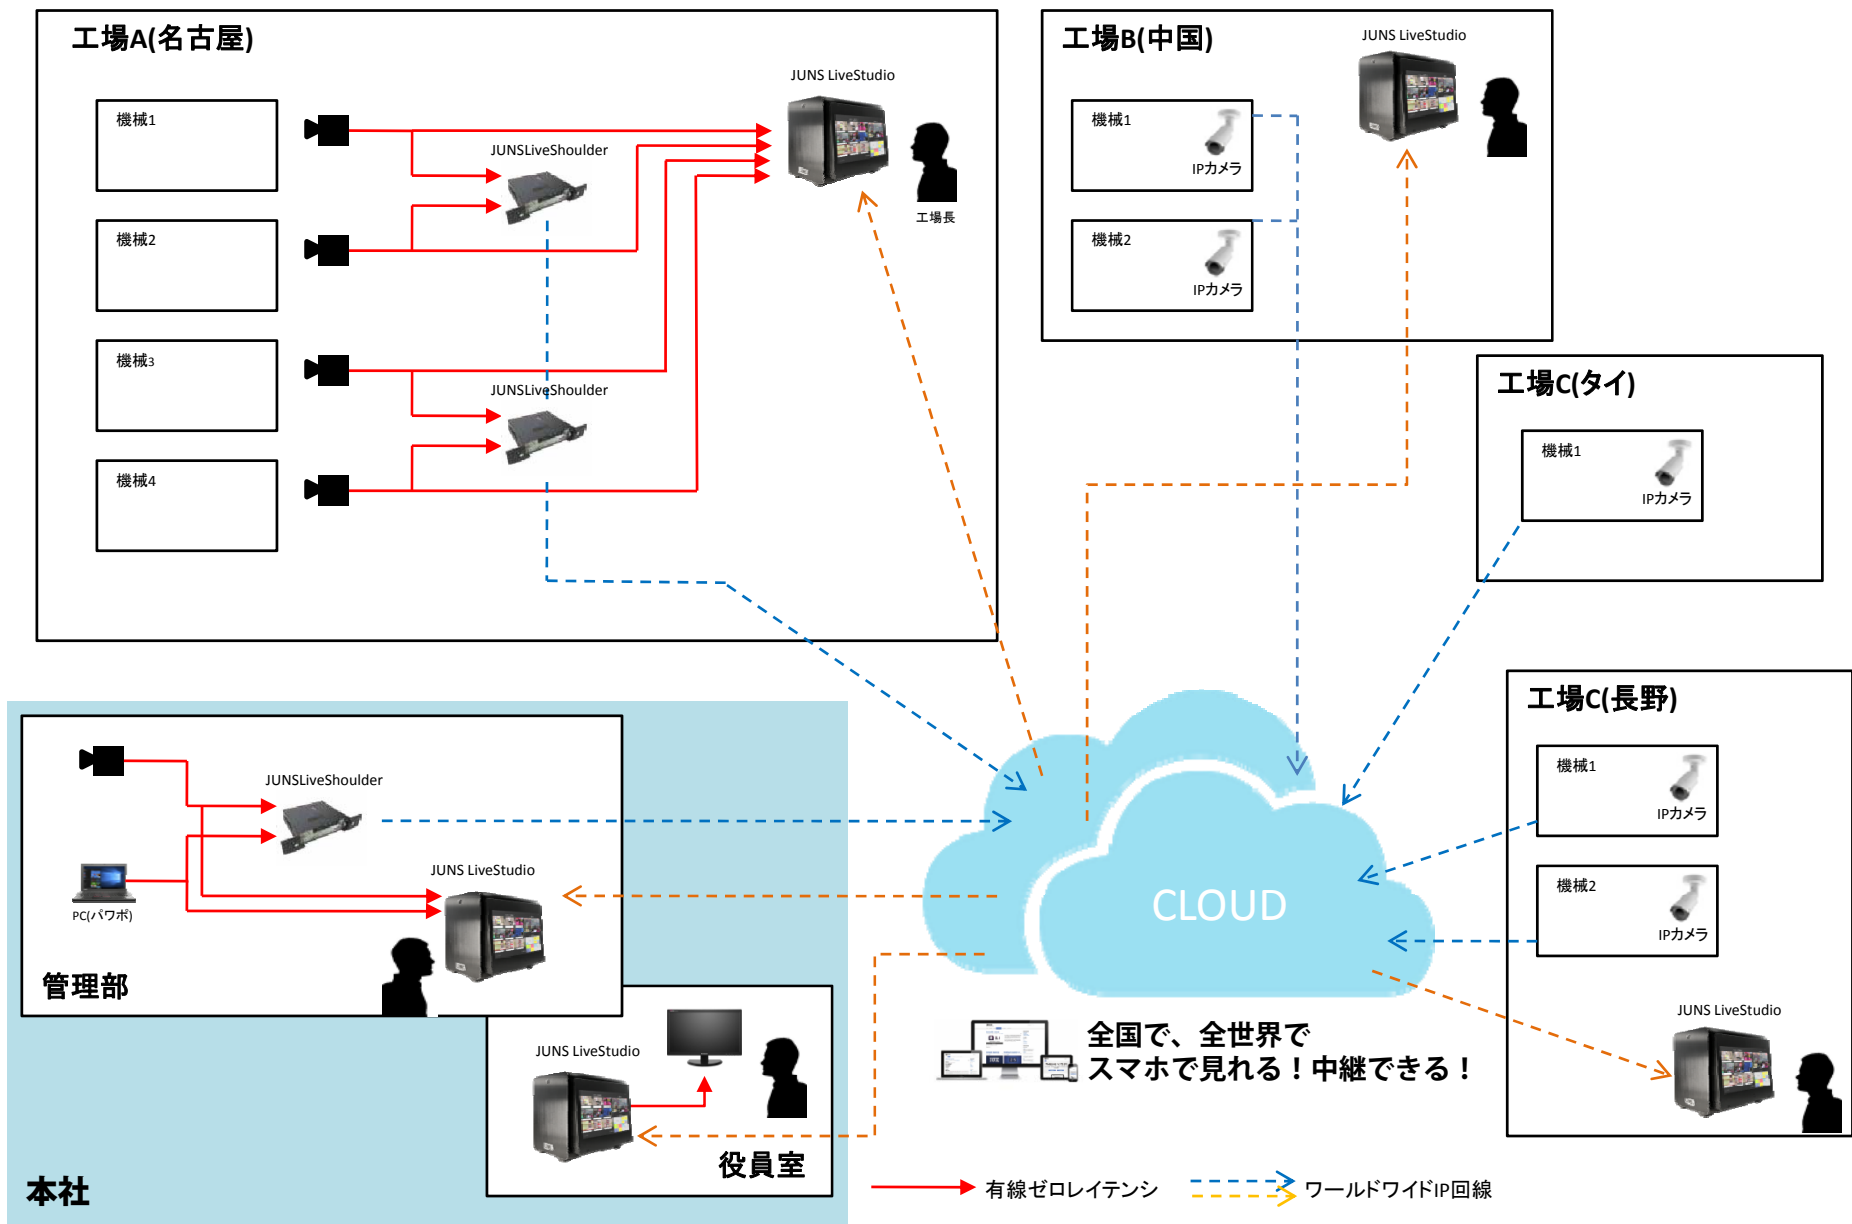 工場A(名古屋)
JUNS LiveStudio
機械1
JUNSLiveShoulder
工場長
機械2
機械3
JUNSLiveShoulder
機械4
工場B(中国)
JUNS LiveStudio
機械1
IPカメラ
機械2
IPカメラ
工場C(タイ)
機械1
IPカメラ
工場C(長野)
機械1
IPカメラ
機械2
IPカメラ
JUNS LiveStudio
JUNSLiveShoulder
JUNS LiveStudio
PC(パワポ)
管理部
JUNS LiveStudio
役員室
本社
CLOUD
全国で、全世界で
スマホで見れる！中継できる！
有線ゼロレイテンシ
ワールドワイドIP回線